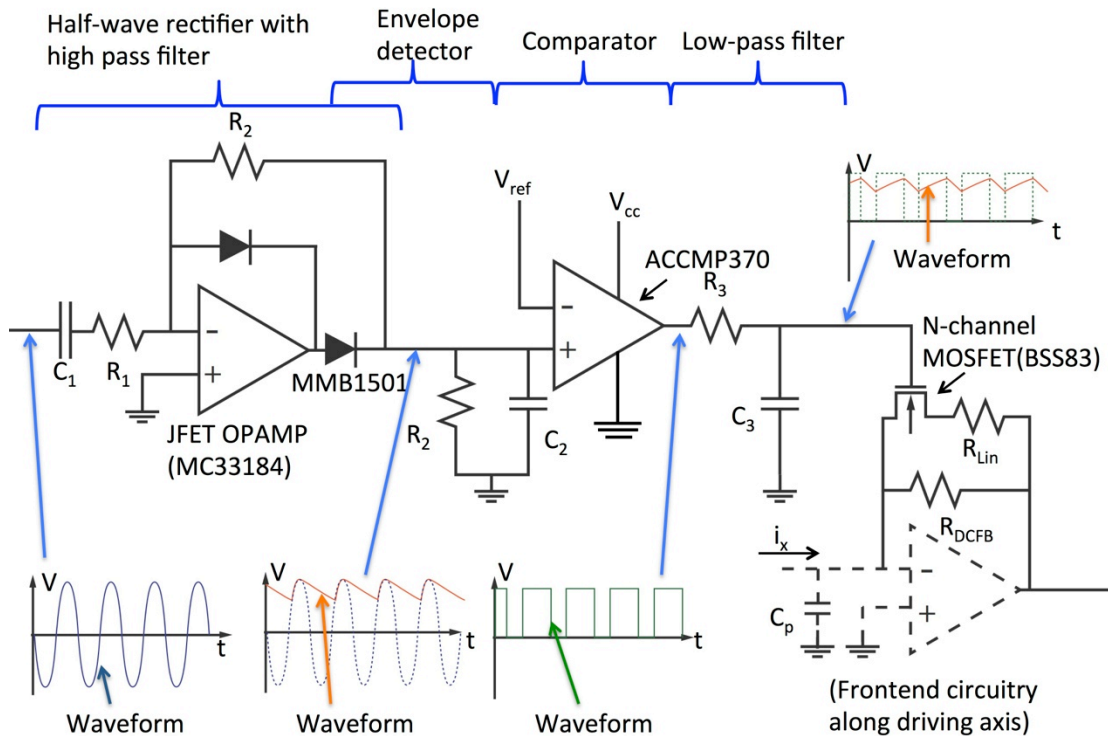 Half-wave rectifier with
high pass filter
Envelope
detector
Comparator
Low-pass filter
R2
Vref
Vcc
V
t
Waveform
ACCMP370
R3
N-channel
MOSFET(BSS83)
−
+
C1
R1
−
+
MMB1501
JFET OPAMP
(MC33184)
R2
C2
C3
RLin
RDCFB
ix
Cp
−
+
V
t
Waveform
V
t
Waveform
V
t
Waveform
(Frontend circuitry
along driving axis)